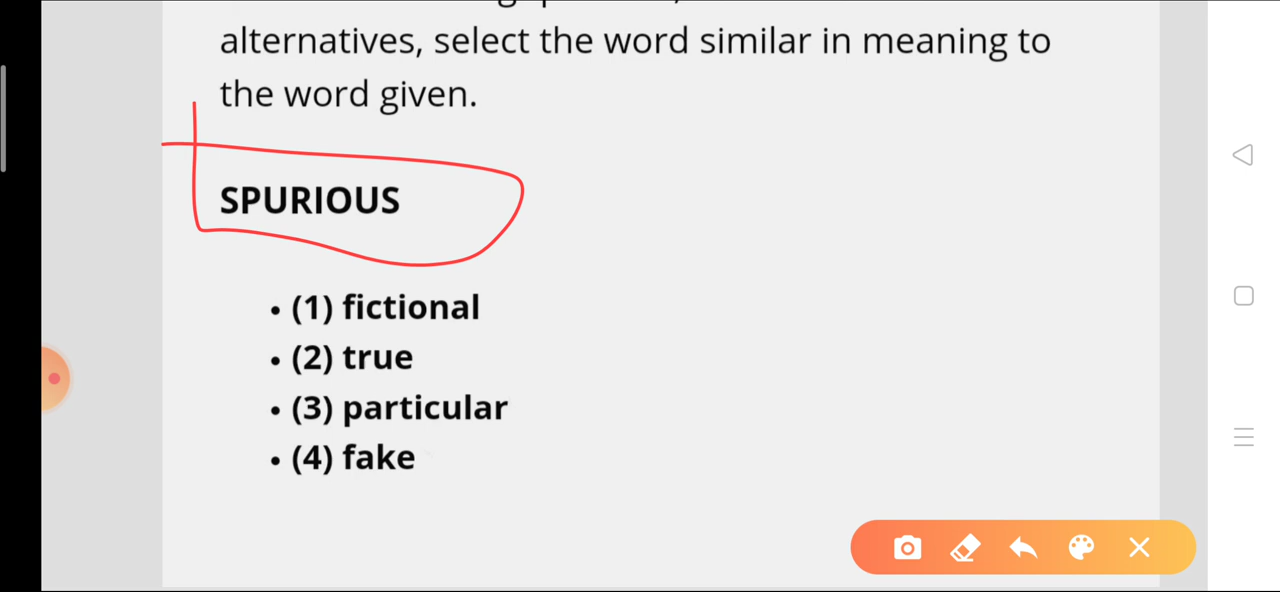 alternatives, select the word similar in meaning to
the word given.
SPURIOUS
• (1) fictional
• (2) true
• (3) particular
• (4) fake